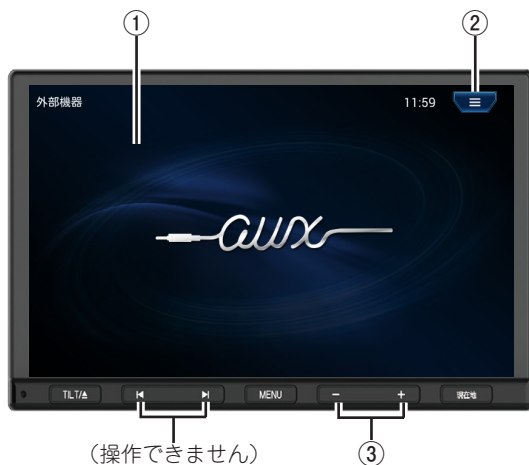 ① ②
外部機器 11:59
aux
TILT/⏏ ⏮ ⏭ MENU − + 現在地
(操作できません) ③